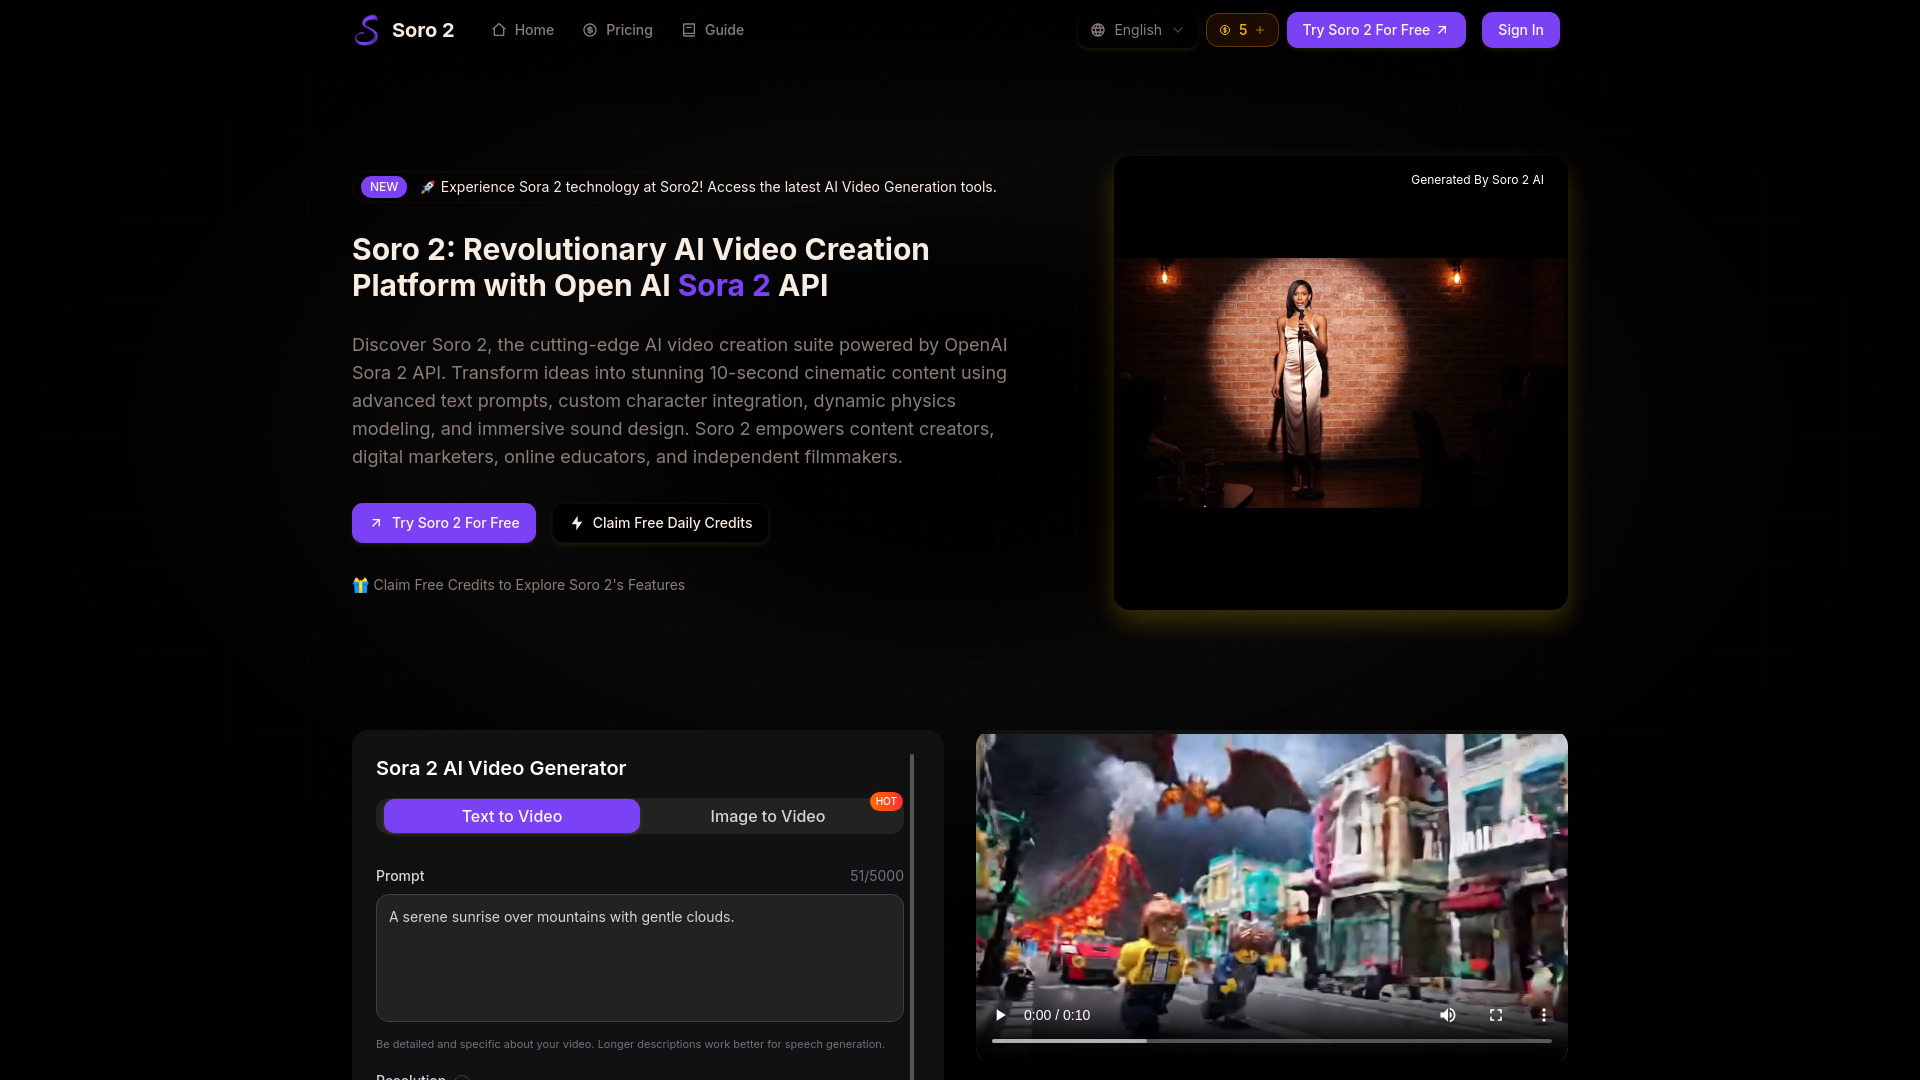 Soro 2
Home
Pricing
Guide
English
5
Try Soro 2 For Free
Sign In
NEW
🚀 Experience Sora 2 technology at Soro2! Access the latest AI Video Generation tools.
Soro 2: Revolutionary AI Video Creation
Platform with Open AI Sora 2 API
Discover Soro 2, the cutting-edge AI video creation suite powered by OpenAI
Sora 2 API. Transform ideas into stunning 10-second cinematic content using
advanced text prompts, custom character integration, dynamic physics
modeling, and immersive sound design. Soro 2 empowers content creators,
digital marketers, online educators, and independent filmmakers.
Try Soro 2 For Free
Claim Free Daily Credits
🎁 Claim Free Credits to Explore Soro 2's Features
Generated By Soro 2 AI
Sora 2 AI Video Generator
Text to Video
Image to Video
HOT
Prompt
51/5000
A serene sunrise over mountains with gentle clouds.
Be detailed and specific about your video. Longer descriptions work better for speech generation.
Resolution
0:00 / 0:10